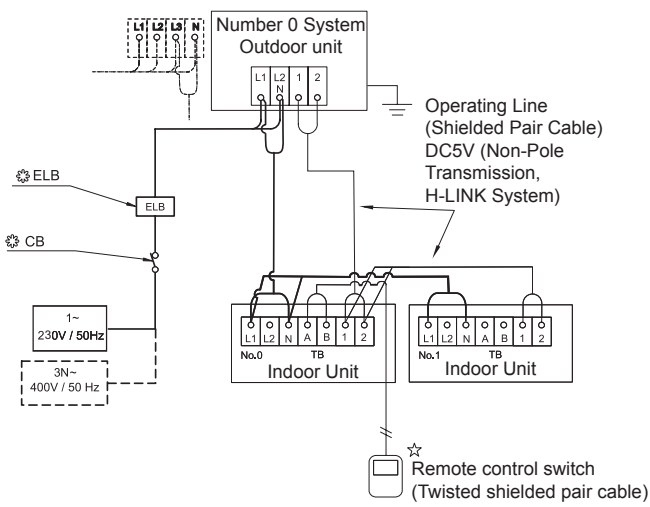 L1 L2 L3 N
Number 0 System
Outdoor unit
L1 L2 1 2
N
Operating Line
(Shielded Pair Cable)
DC5V (Non-Pole
Transmission,
H-LINK System)
ELB
ELB
CB
1~
230V / 50Hz
3N~
400V / 50 Hz
L1 L2 N A B 1 2
No.0 TB
Indoor Unit
L1 L2 N A B 1 2
No.1 TB
Indoor Unit
Remote control switch
(Twisted shielded pair cable)